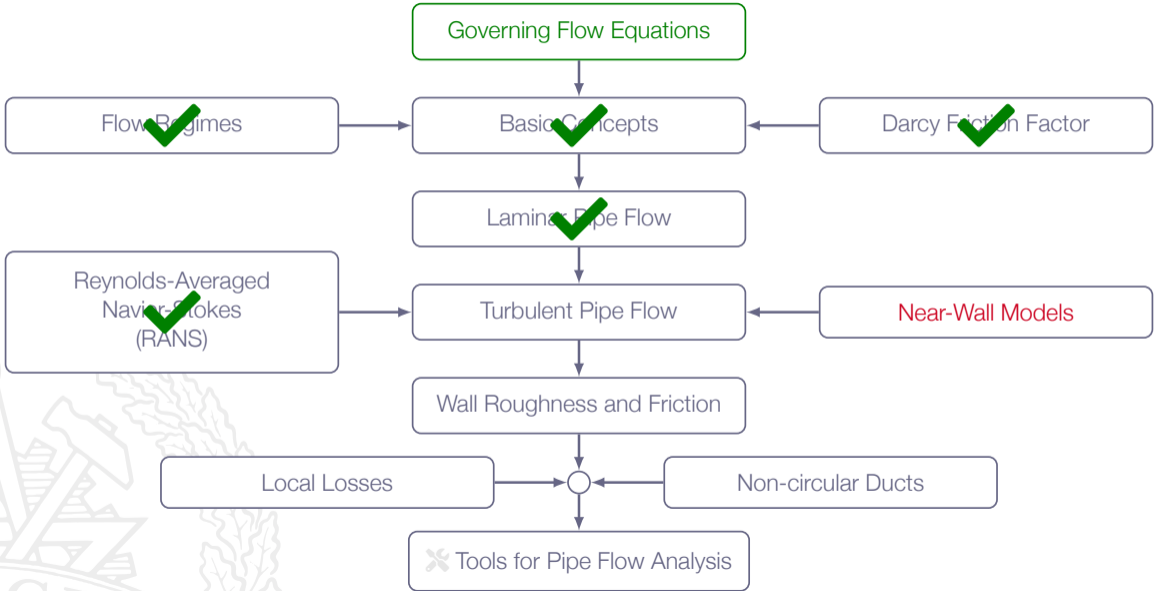 Governing Flow Equations
Flow Regimes
Basic Concepts
Darcy Friction Factor
Laminar Pipe Flow
Reynolds-Averaged
Navier-Stokes
(RANS)
Turbulent Pipe Flow
Near-Wall Models
Wall Roughness and Friction
Local Losses
Non-circular Ducts
Tools for Pipe Flow Analysis